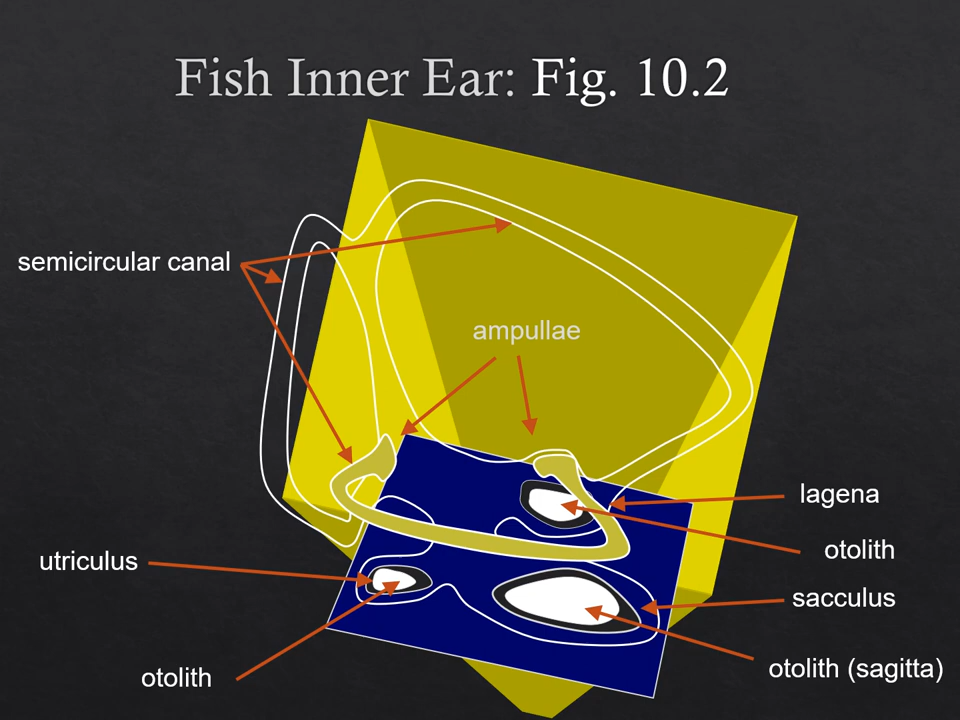 Fish Inner Ear: Fig. 10.2
semicircular canal
ampullae
lagena
otolith
utriculus
sacculus
otolith (sagitta)
otolith